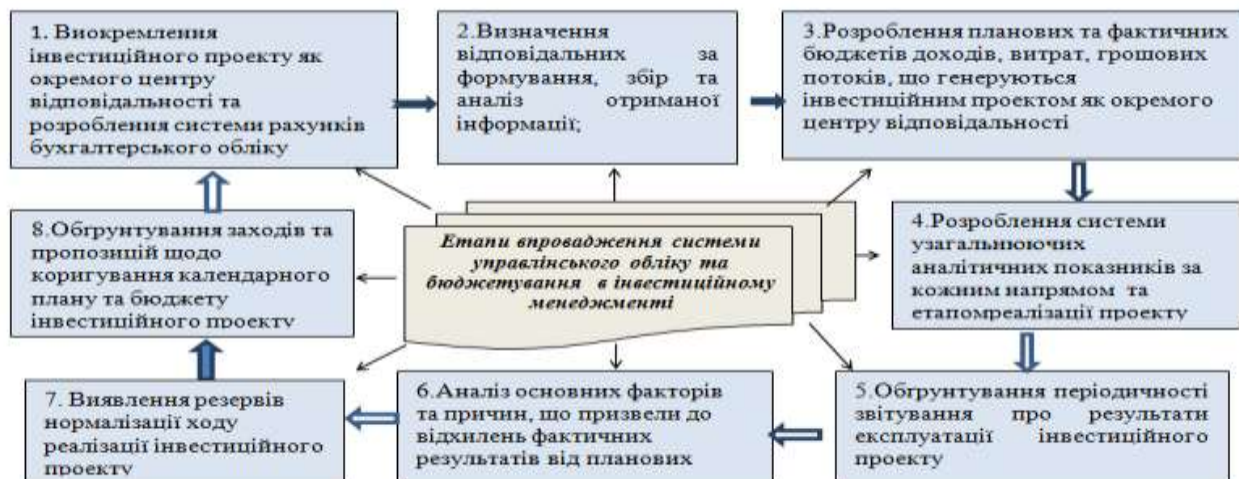 1. Виокремлення
інвестиційного проекту як
окремого центру
відповідальності та
розроблення системи рахунків
бухгалтерського обліку
2.Визначення
відповідальних за
формування, збір та
аналіз отриманої
інформації;
3.Розроблення планових та фактичних
бюджетів доходів, витрат, грошових
потоків, що генеруються
інвестиційним проектом як окремого
центру відповідальності
8.Обґрунтування заходів та
пропозицій щодо
коригування календарного
плану та бюджету
інвестиційного проекту
Етапи впровадження системи
управлінського обліку та
бюджетування в інвестиційному
менеджменті
4.Розроблення системи
узагальнюючих
аналітичних показників за
кожним напрямом та
етапомреалізації проекту
7. Виявлення резервів
нормалізації ходу
реалізації інвестиційного
проекту
6.Аналіз основних факторів
та причин, що призвели до
відхилень фактичних
результатів від планових
5.Обґрунтування періодичності
звітування про результати
експлуатації інвестиційного
проекту